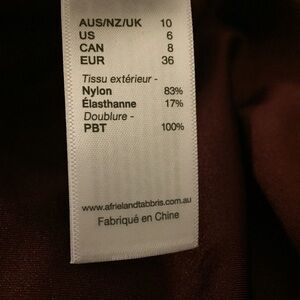 AUS/NZ/UK 10
US 6
CAN 8
EUR 36
Tissu extérieur -
Nylon 83%
Élasthanne 17%
Doublure -
PBT 100%
www.afrielandtabbris.com.au
Fabriqué en Chine